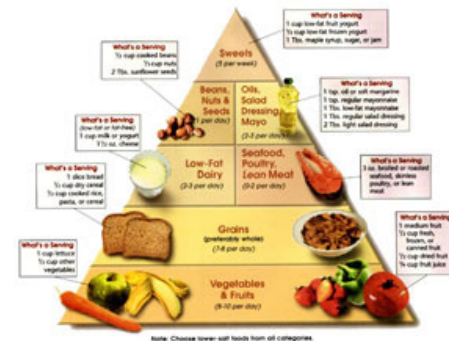 What's a Serving
1 cup low-fat fruit yogurt
½ cup low-fat frozen yogurt
1 Tbs. maple syrup, sugar, or jam
Sweets
(5 per week)
What's a Serving
½ cup cooked beans
⅓ cup nuts
2 Tbs. sunflower seeds
Beans,
Nuts &
Seeds
(1 per day)
Oils,
Salad
Dressing,
Mayo
(2-3 per day)
What's a Serving
1 tsp. oil or soft margarine
1 tsp. regular mayonnaise
1 Tbs. low-fat mayonnaise
1 Tbs. regular salad dressing
2 Tbs. light salad dressing
What's a Serving
(low-fat or fat-free)
1 cup milk or yogurt
1½ oz. cheese
Low-Fat
Dairy
(2-3 per day)
Seafood,
Poultry,
Lean Meat
(0-2 per day)
What's a Serving
3 oz. broiled or roasted
seafood, skinless
poultry, or lean
meat
What's a Serving
1 slice bread
½ cup dry cereal
½ cup cooked rice,
pasta, or cereal
Grains
(preferably whole)
(7-8 per day)
What's a Serving
1 cup lettuce
½ cup other
vegetables
Vegetables
& Fruits
(8-10 per day)
What's a Serving
1 medium fruit
½ cup fresh,
frozen, or
canned fruit
dried fruit
cup fruit juice
Note: Choose lower-salt foods from all categories.